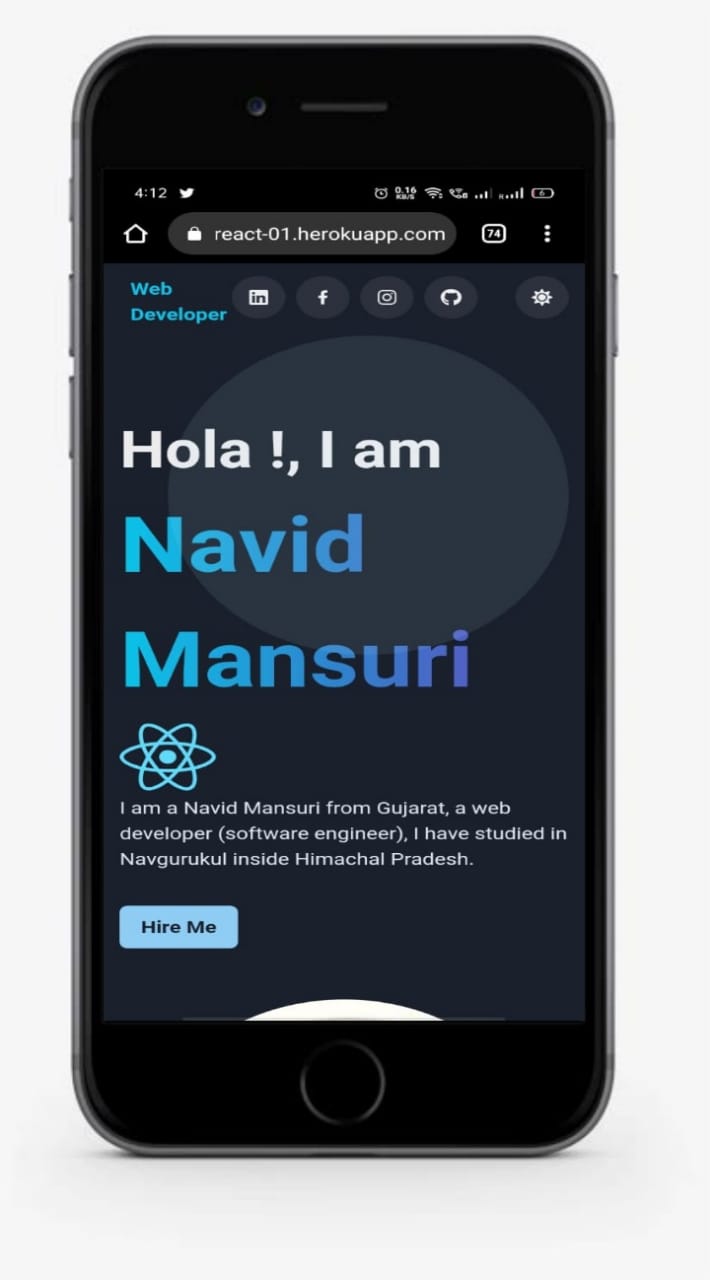 4:12
0.16
KB/S
6
react-01.herokuapp.com
74
Web
Developer
Hola !, I am
Navid
Mansuri
I am a Navid Mansuri from Gujarat, a web
developer (software engineer), I have studied in
Navgurukul inside Himachal Pradesh.
Hire Me